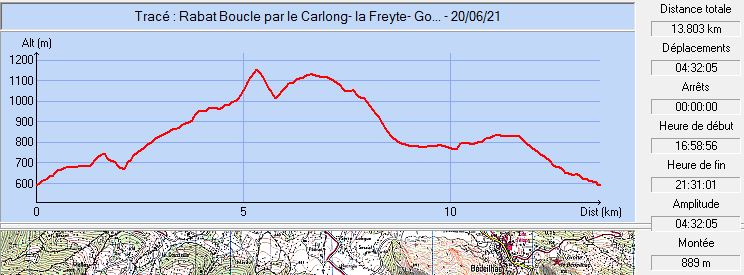 Tracé : Rabat Boucle par le Carlong- la Freyte- Go... - 20/06/21
Alt (m)
1200
1100
1000
900
800
700
600
0
5
10
Dist (km)
Distance totale
13.803 km
Déplacements
04:32:05
Arrêts
00:00:00
Heure de début
16:58:56
Heure de fin
21:31:01
Amplitude
04:32:05
Montée
889 m
Bédeilhac